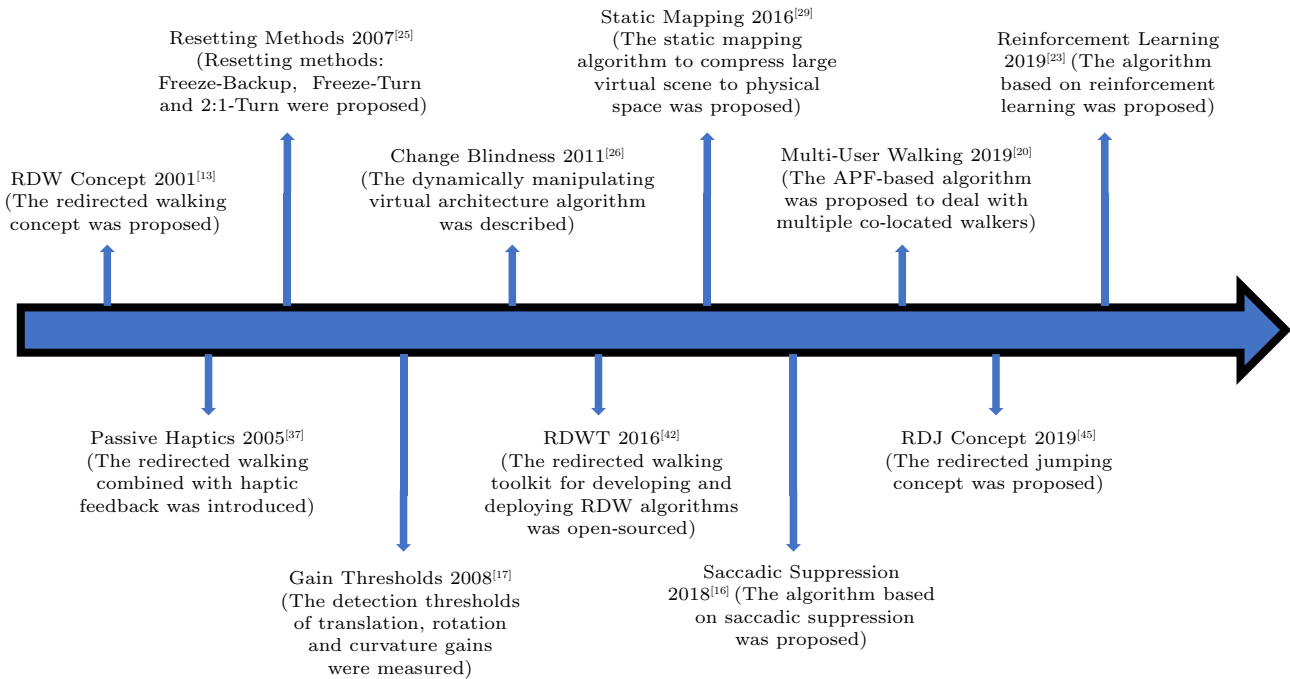 RDW Concept 2001[13]
(The redirected walking
concept was proposed)
Resetting Methods 2007[25]
(Resetting methods:
Freeze-Backup, Freeze-Turn
and 2:1-Turn were proposed)
Change Blindness 2011[26]
(The dynamically manipulating
virtual architecture algorithm
was described)
Static Mapping 2016[29]
(The static mapping
algorithm to compress large
virtual scene to physical
space was proposed)
Multi-User Walking 2019[20]
(The APF-based algorithm
was proposed to deal with
multiple co-located walkers)
Reinforcement Learning
2019[23] (The algorithm
based on reinforcement
learning was proposed)
Passive Haptics 2005[37]
(The redirected walking
combined with haptic
feedback was introduced)
Gain Thresholds 2008[17]
(The detection thresholds
of translation, rotation
and curvature gains
were measured)
RDWT 2016[42]
(The redirected walking
toolkit for developing and
deploying RDW algorithms
was open-sourced)
Saccadic Suppression
2018[16] (The algorithm based
on saccadic suppression
was proposed)
RDJ Concept 2019[45]
(The redirected jumping
concept was proposed)